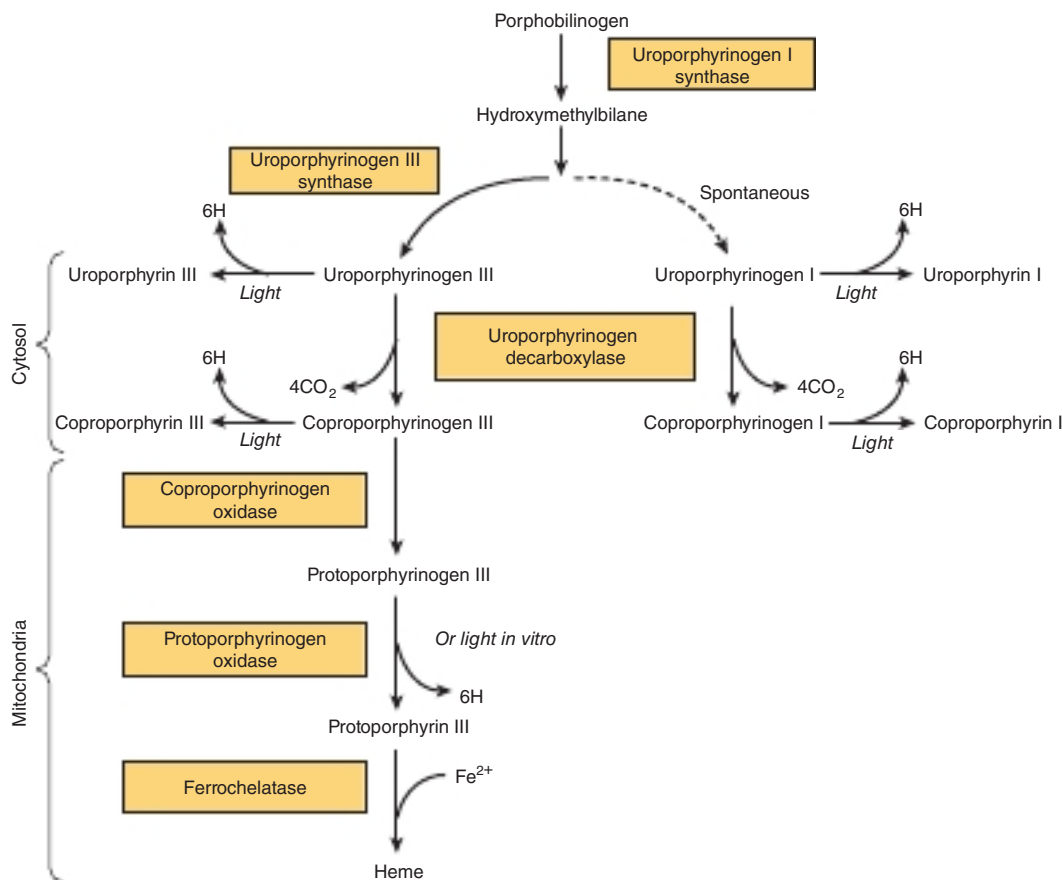 Porphobilinogen
Uroporphyrinogen I
synthase
Hydroxymethylbilane
Uroporphyrinogen III
synthase
Spontaneous
6H
6H
Uroporphyrin III
Light
Uroporphyrinogen III
Uroporphyrinogen I
Light
Uroporphyrin I
Cytosol
Uroporphyrinogen
decarboxylase
6H
4CO₂
4CO₂
6H
Coproporphyrin III
Light
Coproporphyrinogen III
Coproporphyrinogen I
Light
Coproporphyrin I
Mitochondria
Coproporphyrinogen
oxidase
Protoporphyrinogen III
Protoporphyrinogen
oxidase
Or light in vitro
6H
Protoporphyrin III
Ferrochelatase
Fe²⁺
Heme